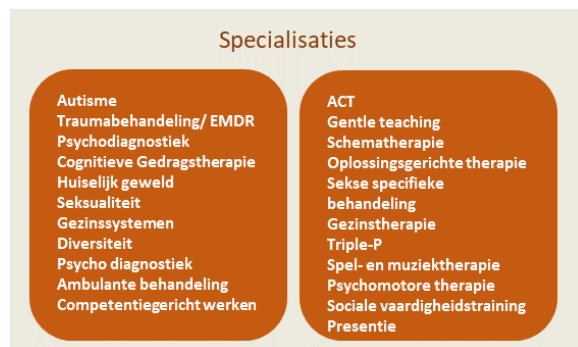 Specialisaties
Autisme
Traumabehandeling/ EMDR
Psychodiagnostiek
Cognitieve Gedragstherapie
Huiselijk geweld
Seksualiteit
Gezinssystemen
Diversiteit
Psycho diagnostiek
Ambulante behandeling
Competentiegericht werken
ACT
Gentle teaching
Schematherapie
Oplossingsgerichte therapie
Sekse specifieke
behandeling
Gezinstherapie
Triple-P
Spel- en muziektherapie
Psychomotore therapie
Sociale vaardigheidstraining
Presentie